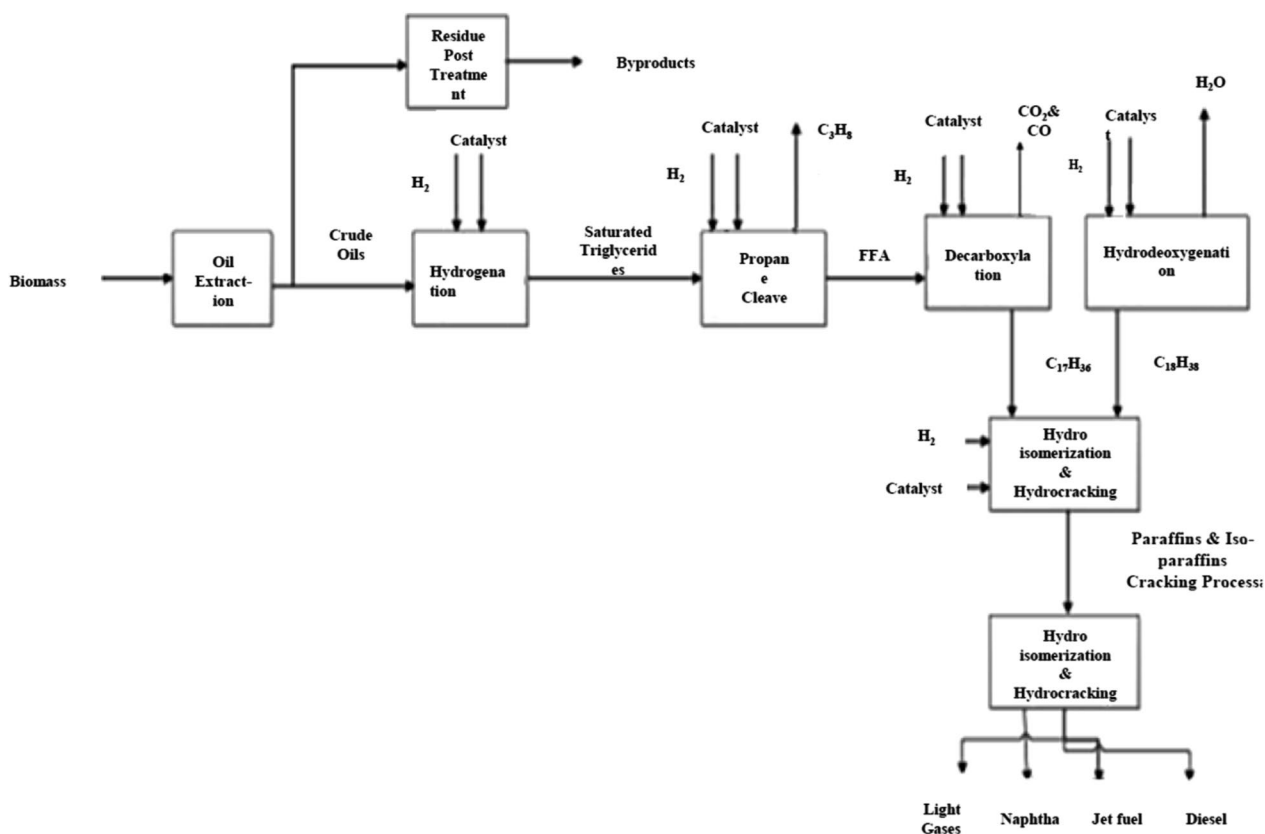 Residue
Post
Treatme
nt
Byproducts
H₂O
Catalyst
C₃H₈
Catalyst
CO₂&
CO
Catalys
t
Catalyst
H₂
H₂
H₂
H₂
Biomass
Oil
Extract-
ion
Crude
Oils
Hydrogena
tion
Saturated
Triglycerid
es
Propan
e
Cleave
FFA
Decarboxyla
tion
Hydrodeoxygenati
on
C₁₇H₃₆
C₁₈H₃₈
H₂
Catalyst
Hydro
isomerization
&
Hydrocracking
Paraffins & Iso-
paraffins
Cracking Processa
Hydro
isomerization
&
Hydrocracking
Light
Gases
Naphtha
Jet fuel
Diesel